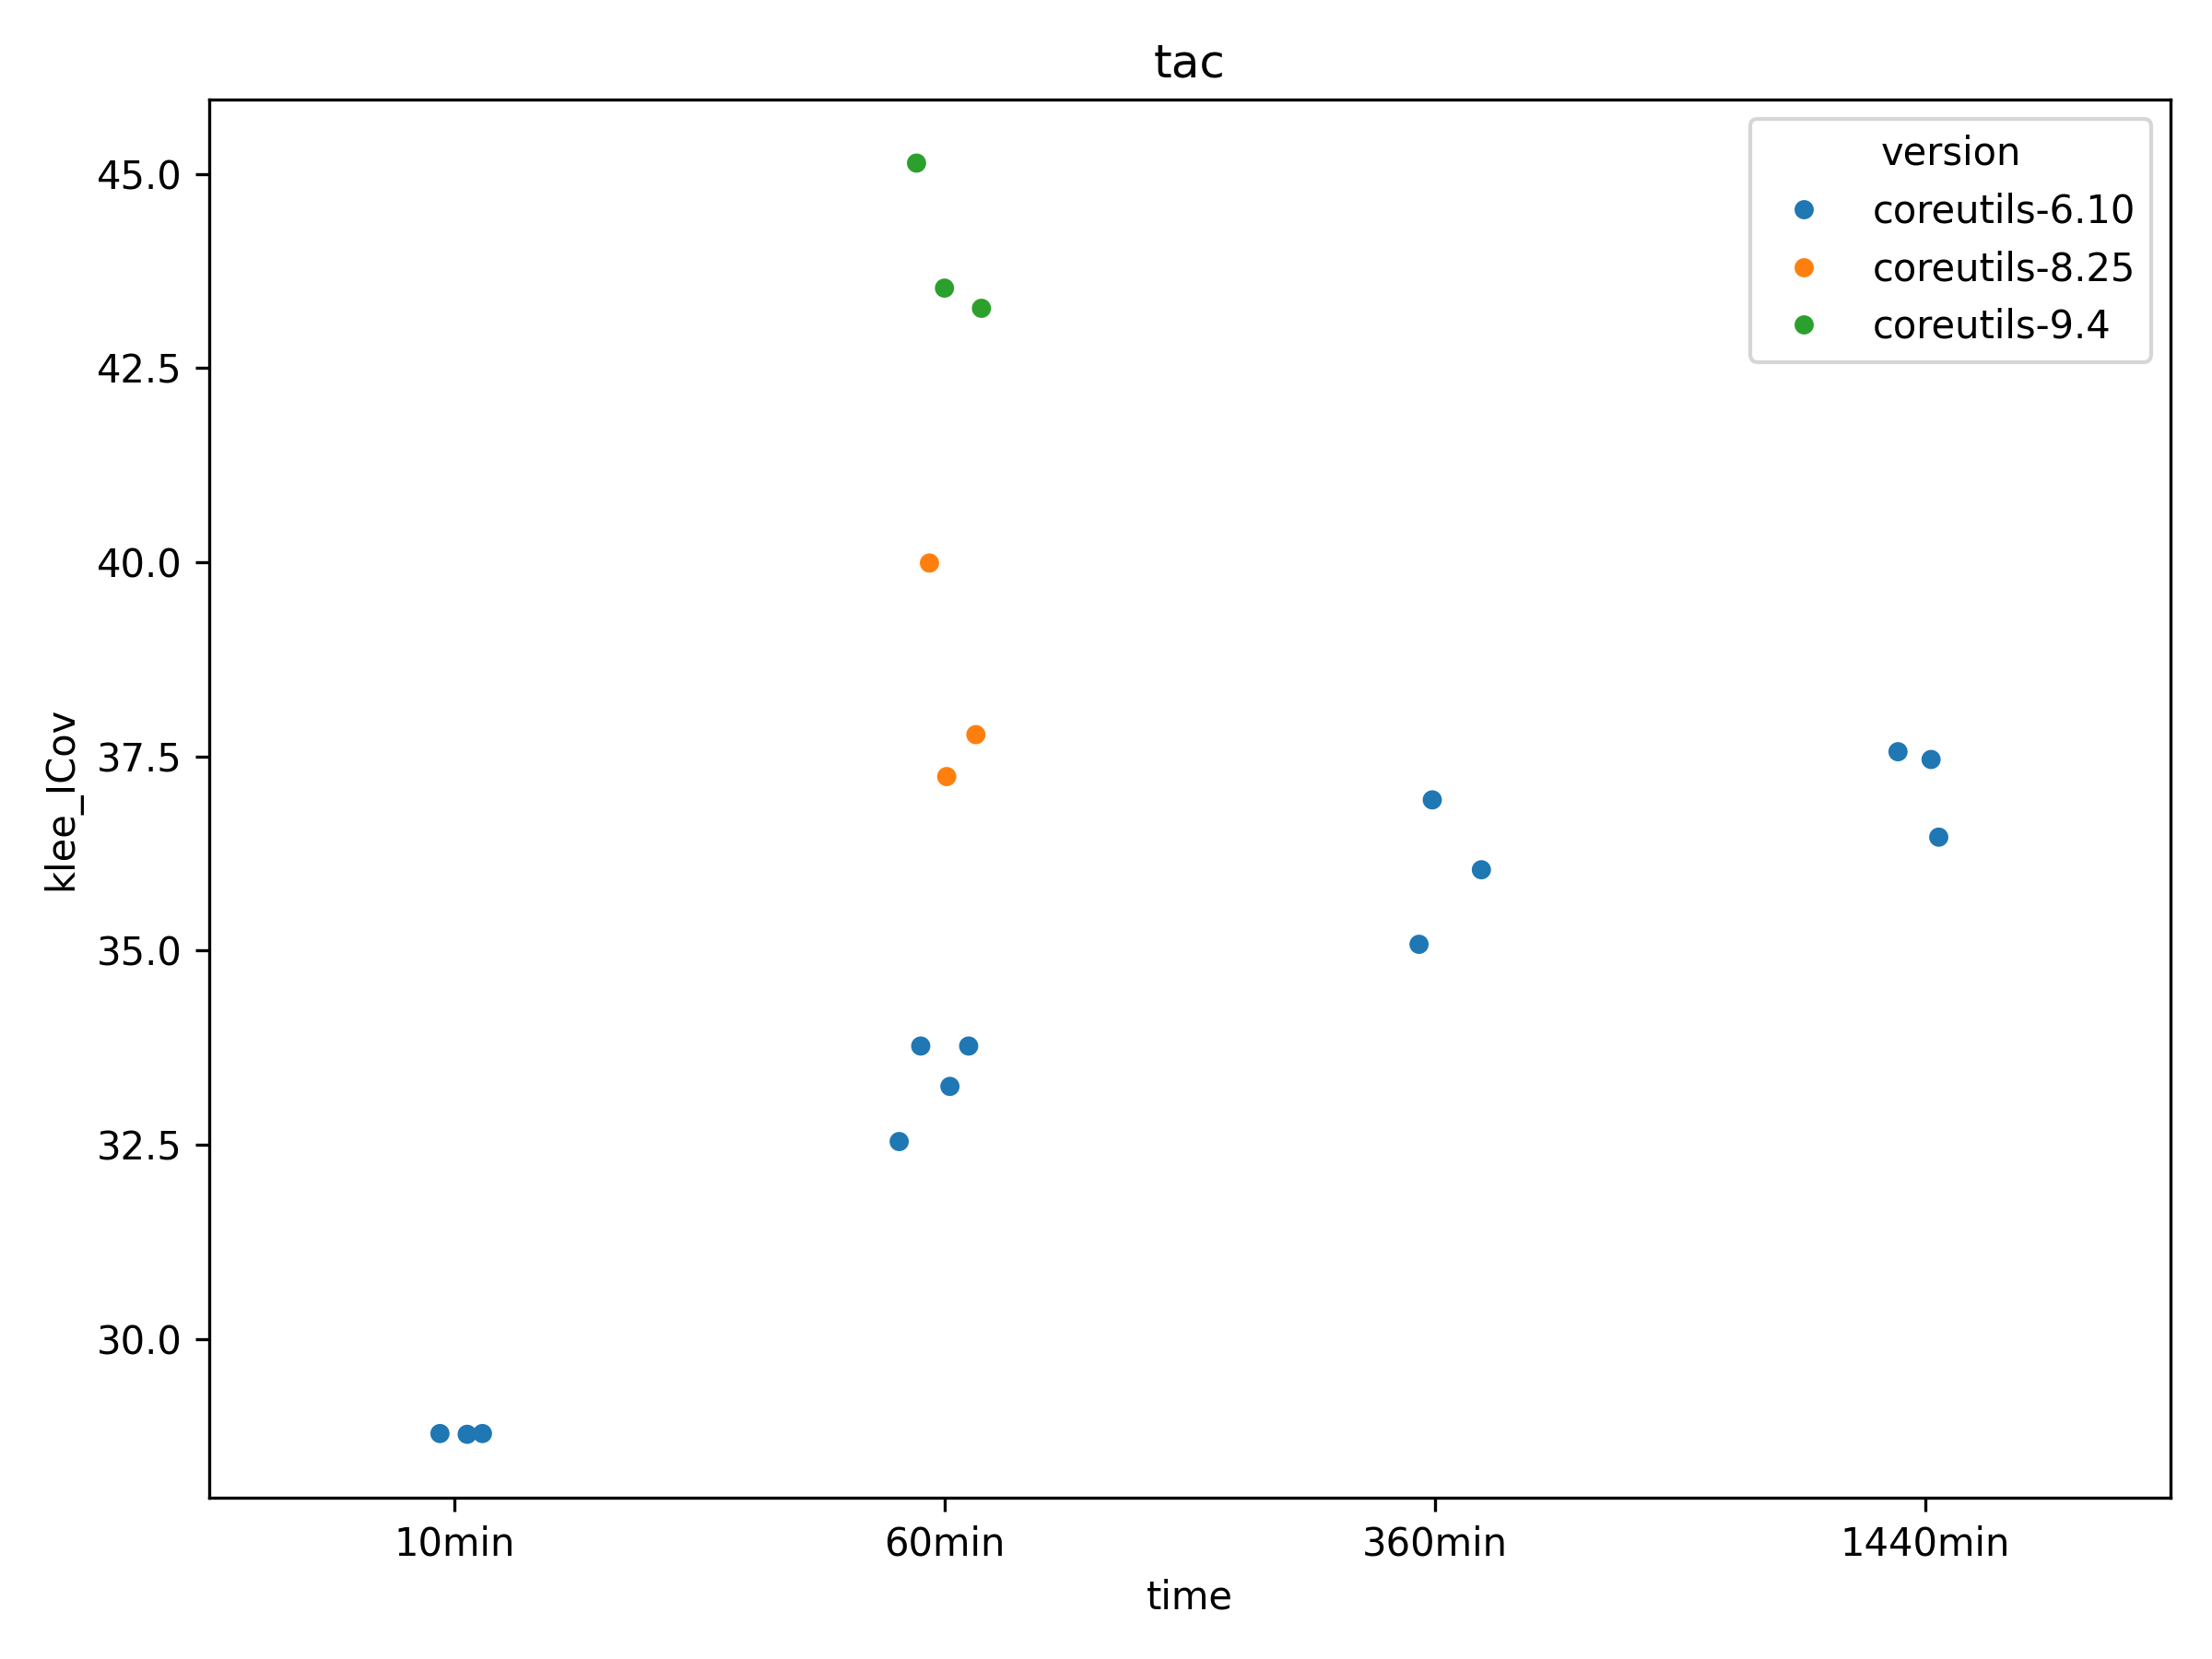 tac
version
coreutils-6.10
coreutils-8.25
coreutils-9.4
klee_ICov
45.0
42.5
40.0
37.5
35.0
32.5
30.0
10min 60min 360min 1440min
time